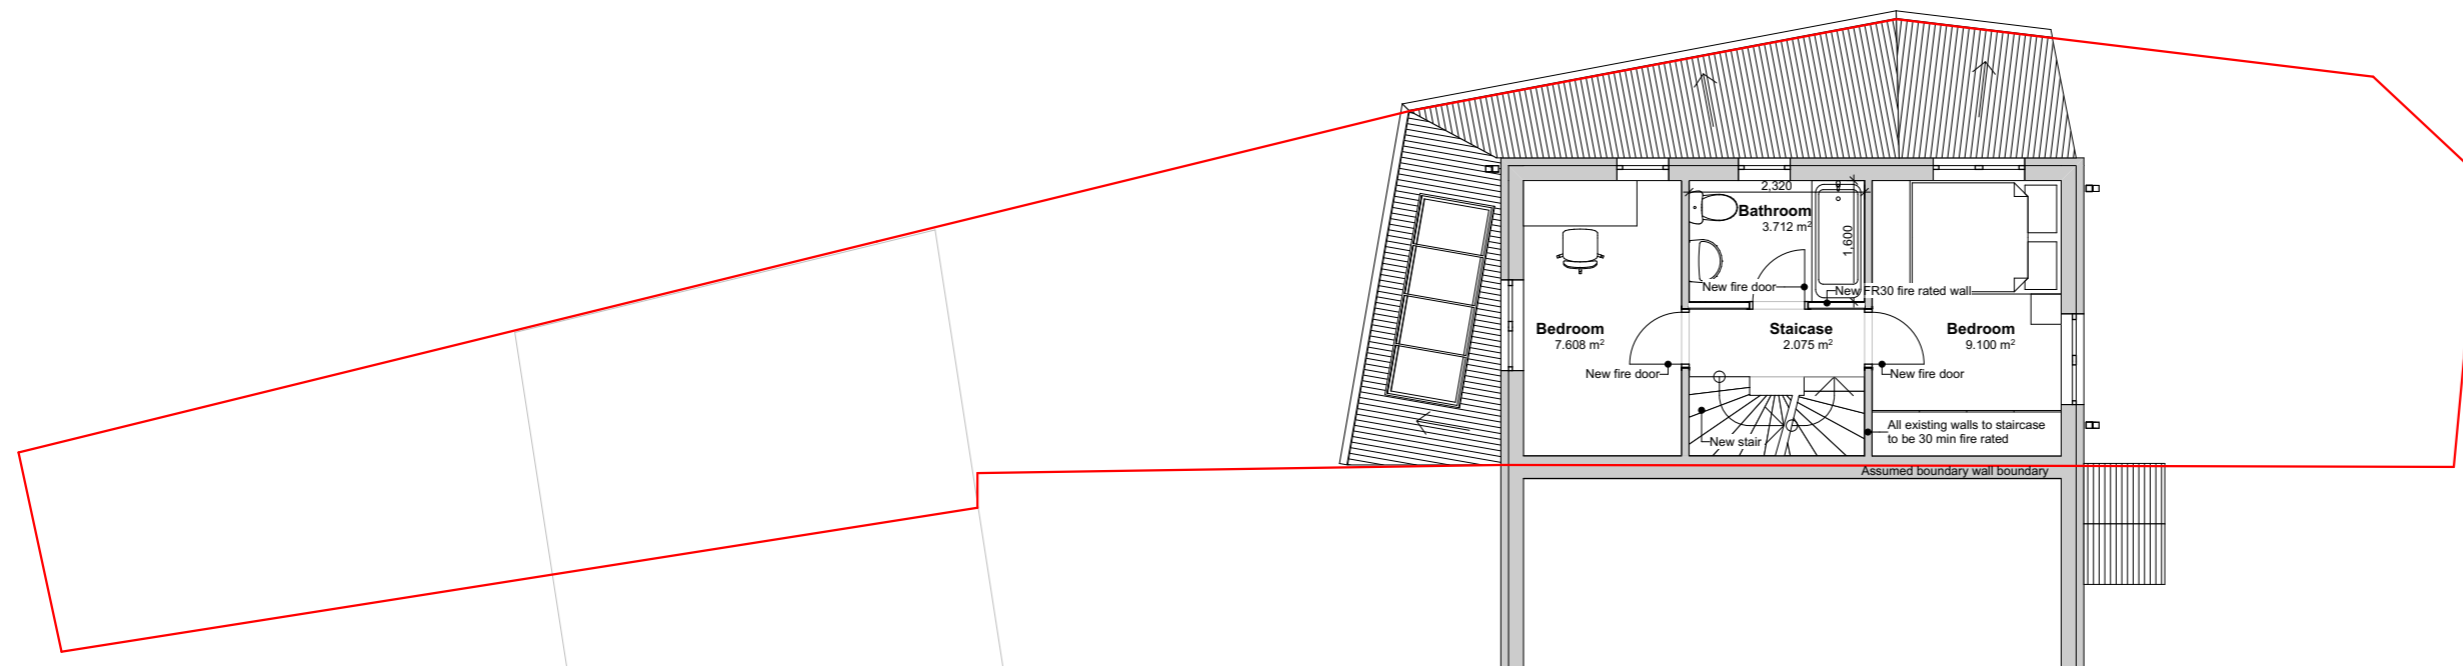 2,320
Bathroom
3.712 m²
1,600
New fire door
New FR30 fire rated wall
Bedroom
7.608 m²
Staicase
2.075 m²
Bedroom
9.100 m²
New fire door
New fire door
New stair
All existing walls to staircase
to be 30 min fire rated
Assumed boundary wall boundary